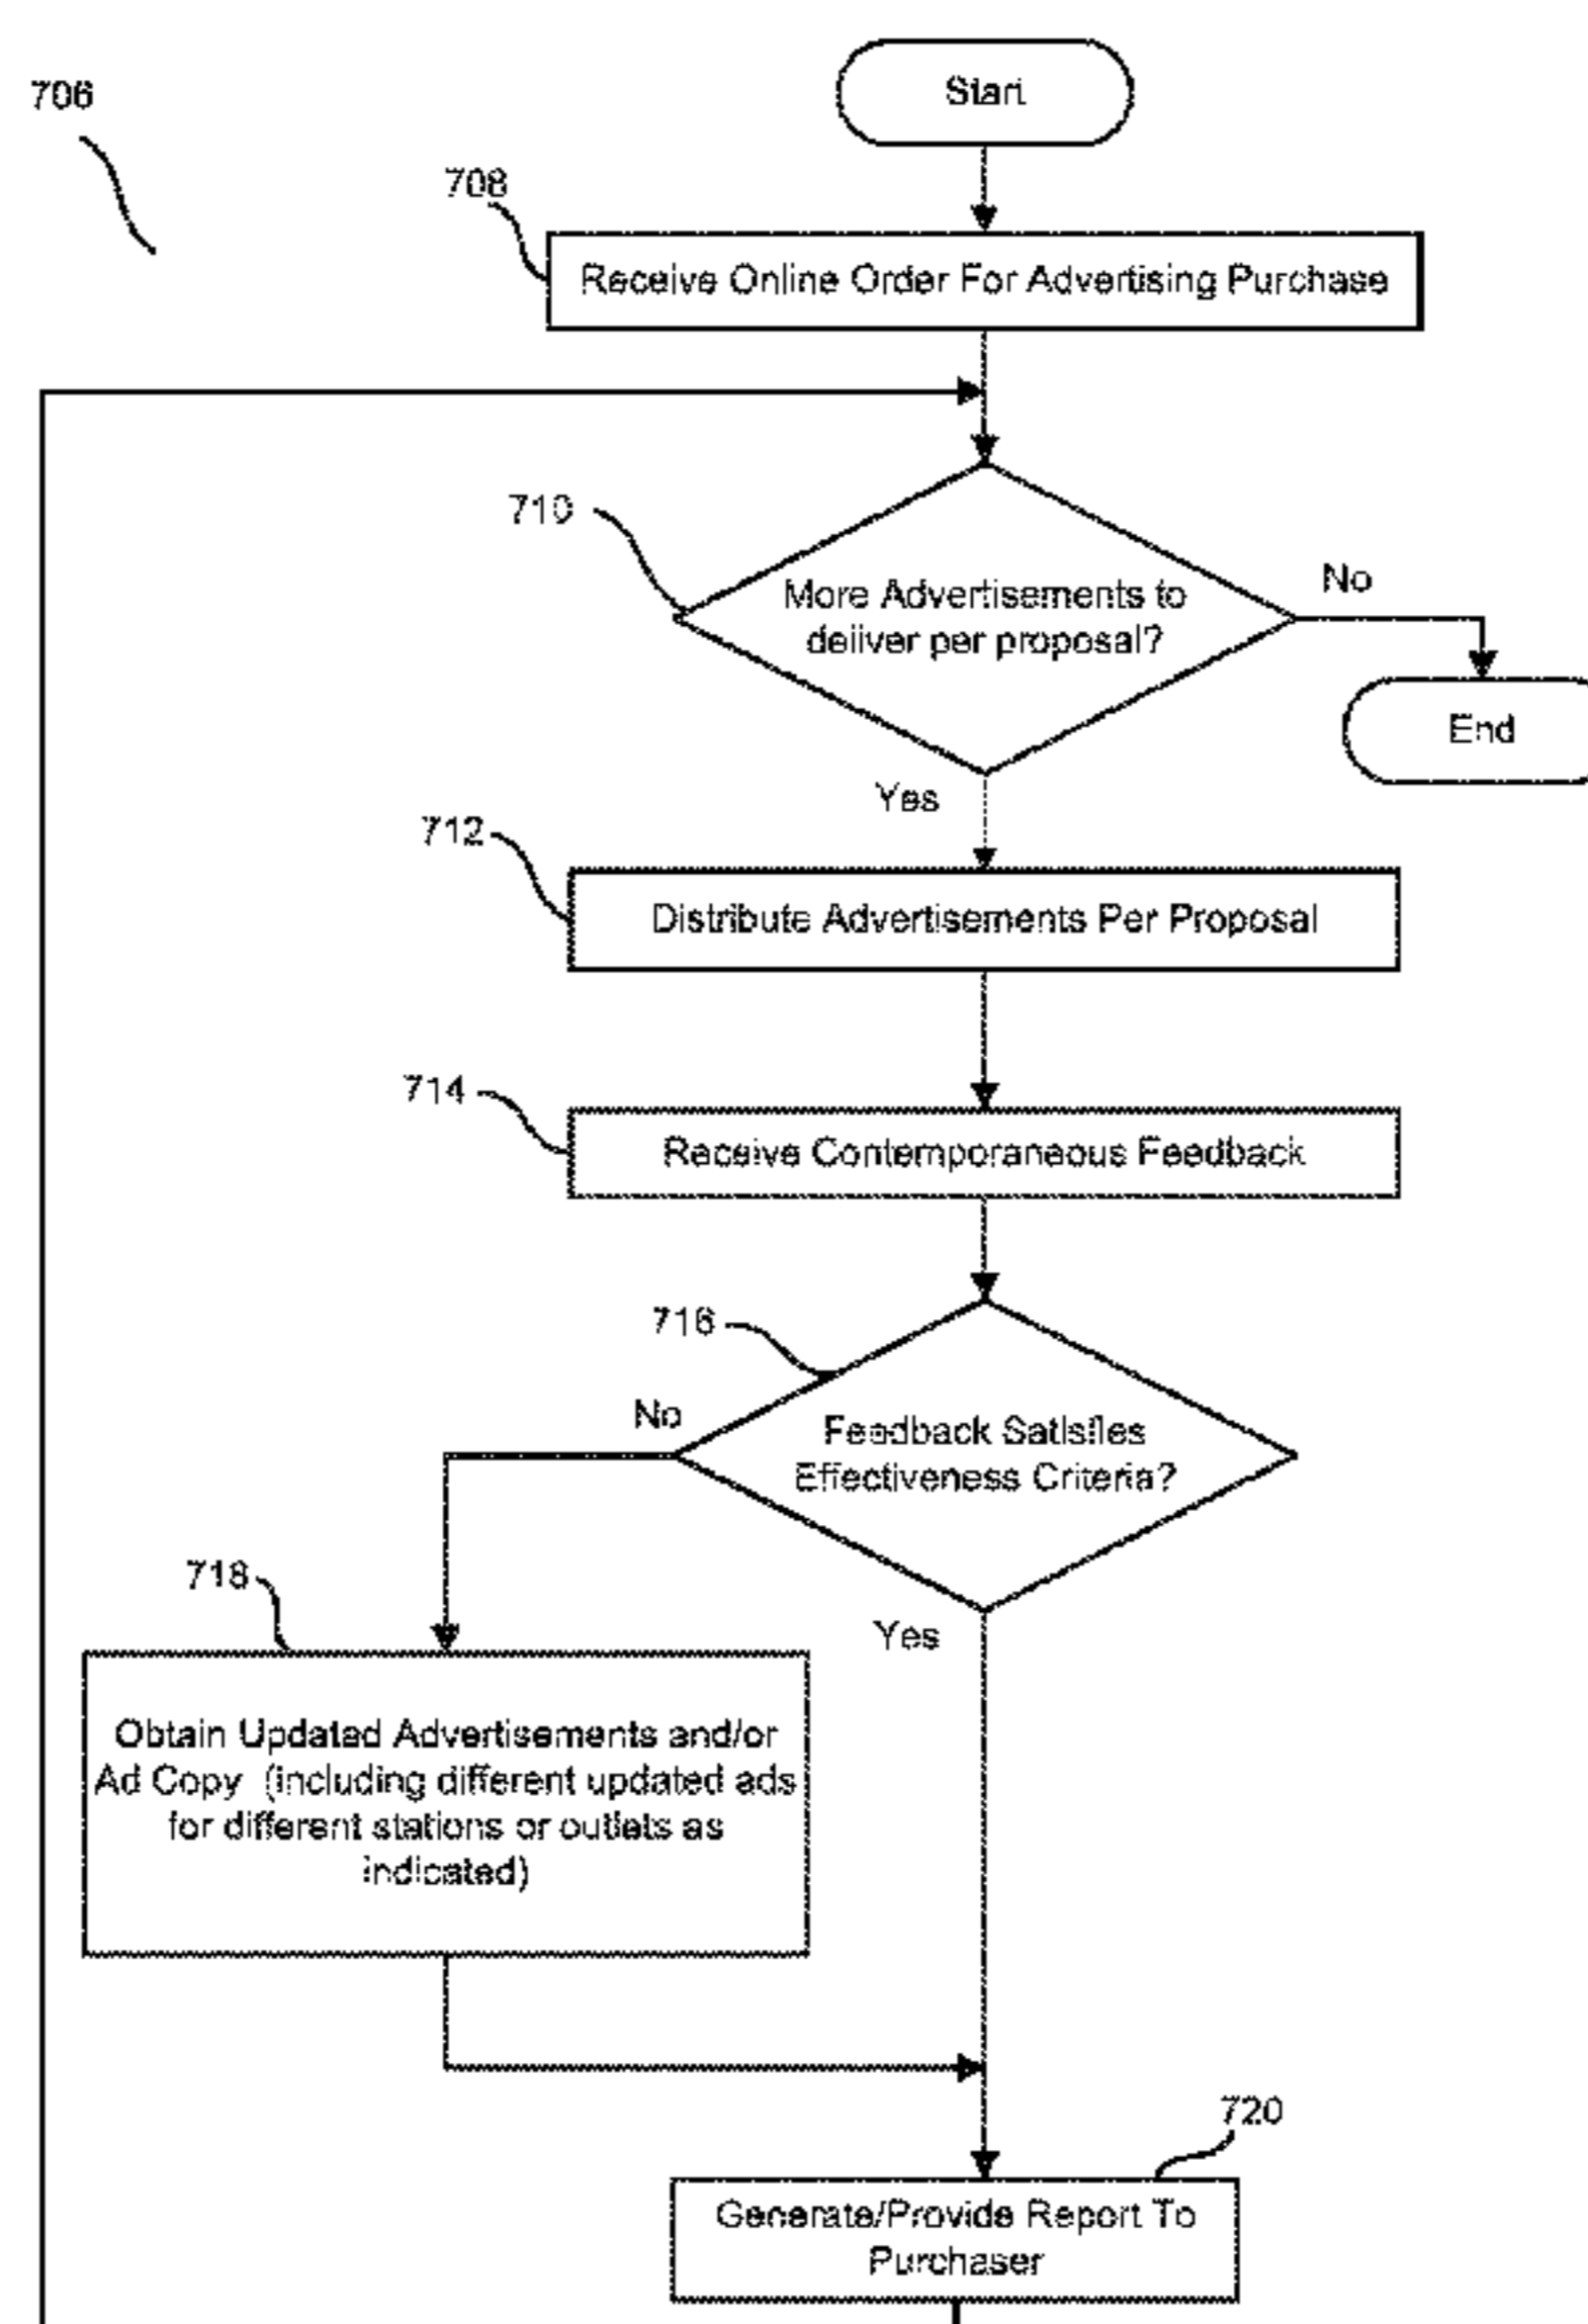 706
Start
708
Receive Online Order For Advertising Purchase
710
More Advertisements to
deliver per proposal?
No
End
Yes
712
Distribute Advertisements Per Proposal
714
Receive Contemporaneous Feedback
716
No
Feedback Satisfies
Effectiveness Criteria?
718
Yes
Obtain Updated Advertisements and/or
Ad Copy (including different updated ads
for different stations or outlets as
indicated)
720
Generate/Provide Report To
Purchaser